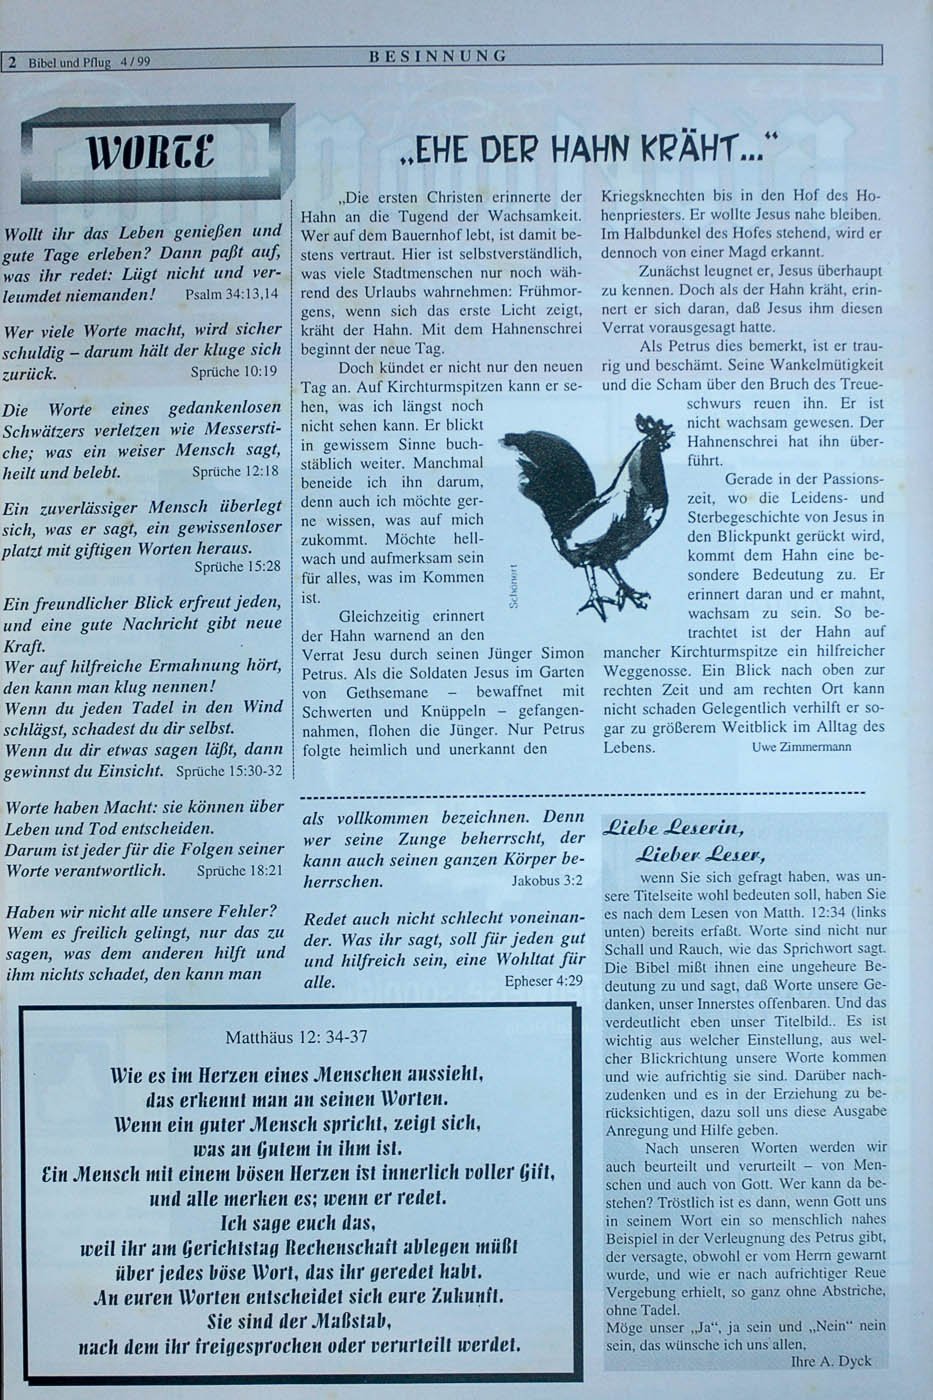 2 Bibel und Pflug 4/99
BESINNUNG
WORTE
Wollt ihr das Leben genießen und
gute Tage erleben? Dann paßt auf,
was ihr redet: Lügt nicht und ver-
leumdet niemanden! Psalm 34:13,14
Wer viele Worte macht, wird sicher
schuldig – darum hält der kluge sich
zurück. Sprüche 10:19
Die Worte eines gedankenlosen
Schwätzers verletzen wie Messersti-
che; was ein weiser Mensch sagt,
heilt und belebt. Sprüche 12:18
Ein zuverlässiger Mensch überlegt
sich, was er sagt, ein gewissenloser
platzt mit giftigen Worten heraus.
Sprüche 15:28
Ein freundlicher Blick erfreut jeden,
und eine gute Nachricht gibt neue
Kraft.
Wer auf hilfreiche Ermahnung hört,
den kann man klug nennen!
Wenn du jeden Tadel in den Wind
schlägst, schadest du dir selbst.
Wenn du dir etwas sagen läßt, dann
gewinnst du Einsicht. Sprüche 15:30-32
Worte haben Macht: sie können über
Leben und Tod entscheiden.
Darum ist jeder für die Folgen seiner
Worte verantwortlich. Sprüche 18:21
Haben wir nicht alle unsere Fehler?
Wem es freilich gelingt, nur das zu
sagen, was dem anderen hilft und
ihm nichts schadet, den kann man
als vollkommen bezeichnen. Denn
wer seine Zunge beherrscht, der
kann auch seinen ganzen Körper be-
herrschen. Jakobus 3:2
Redet auch nicht schlecht voneinan-
der. Was ihr sagt, soll für jeden gut
und hilfreich sein, eine Wohltat für
alle. Epheser 4:29
„EHE DER HAHN KRÄHT...“
„Die ersten Christen erinnerte der
Hahn an die Tugend der Wachsamkeit.
Wer auf dem Bauernhof lebt, ist damit be-
stens vertraut. Hier ist selbstverständlich,
was viele Stadtmenschen nur noch wäh-
rend des Urlaubs wahrnehmen: Frühmor-
gens, wenn sich das erste Licht zeigt,
kräht der Hahn. Mit dem Hahnenschrei
beginnt der neue Tag.
Doch kündet er nicht nur den neuen
Tag an. Auf Kirchturmspitzen kann er se-
hen, was ich längst noch
nicht sehen kann. Er blickt
in gewissem Sinne buch-
stäblich weiter. Manchmal
beneide ich ihn darum,
denn auch ich möchte ger-
ne wissen, was auf mich
zukommt. Möchte hell-
wach und aufmerksam sein
für alles, was im Kommen
ist.
Gleichzeitig erinnert
der Hahn warnend an den
Verrat Jesu durch seinen Jünger Simon
Petrus. Als die Soldaten Jesus im Garten
von Gethsemane – bewaffnet mit
Schwerten und Knüppeln – gefangen-
nahmen, flohen die Jünger. Nur Petrus
folgte heimlich und unerkannt den
Kriegsknechten bis in den Hof des Ho-
henpriesters. Er wollte Jesus nahe bleiben.
Im Halbdunkel des Hofes stehend, wird er
dennoch von einer Magd erkannt.
Zunächst leugnet er, Jesus überhaupt
zu kennen. Doch als der Hahn kräht, erin-
nert er sich daran, daß Jesus ihm diesen
Verrat vorausgesagt hatte.
Als Petrus dies bemerkt, ist er trau-
rig und beschämt. Seine Wankelmütigkeit
und die Scham über den Bruch des Treue-
schwurs reuen ihn. Er ist
nicht wachsam gewesen. Der
Hahnenschrei hat ihn über-
führt.
Gerade in der Passions-
zeit, wo die Leidens- und
Sterbegeschichte von Jesus in
den Blickpunkt gerückt wird,
kommt dem Hahn eine be-
sondere Bedeutung zu. Er
erinnert daran und er mahnt,
wachsam zu sein. So be-
trachtet ist der Hahn auf
mancher Kirchturmspitze ein hilfreicher
Weggenosse. Ein Blick nach oben zur
rechten Zeit und am rechten Ort kann
nicht schaden Gelegentlich verhilft er so-
gar zu größerem Weitblick im Alltag des
Lebens. Uwe Zimmermann
Schönert
Matthäus 12: 34-37
Wie es im Herzen eines Menschen aussieht,
das erkennt man an seinen Worten.
Wenn ein guter Mensch spricht, zeigt sich,
was an Gutem in ihm ist.
Ein Mensch mit einem bösen Herzen ist innerlich voller Gift,
und alle merken es; wenn er redet.
Ich sage euch das,
weil ihr am Gerichtstag Rechenschaft ablegen müßt
über jedes böse Wort, das ihr geredet habt.
An euren Worten entscheidet sich eure Zukunft.
Sie sind der Maßstab,
nach dem ihr freigesprochen oder verurteilt werdet.
Liebe Leserin,
Lieber Leser,
wenn Sie sich gefragt haben, was un-
sere Titelseite wohl bedeuten soll, haben Sie
es nach dem Lesen von Matth. 12:34 (links
unten) bereits erfaßt. Worte sind nicht nur
Schall und Rauch, wie das Sprichwort sagt.
Die Bibel mißt ihnen eine ungeheure Be-
deutung zu und sagt, daß Worte unsere Ge-
danken, unser Innerstes offenbaren. Und das
verdeutlicht eben unser Titelbild.. Es ist
wichtig aus welcher Einstellung, aus wel-
cher Blickrichtung unsere Worte kommen
und wie aufrichtig sie sind. Darüber nach-
zudenken und es in der Erziehung zu be-
rücksichtigen, dazu soll uns diese Ausgabe
Anregung und Hilfe geben.
Nach unseren Worten werden wir
auch beurteilt und verurteilt – von Men-
schen und auch von Gott. Wer kann da be-
stehen? Tröstlich ist es dann, wenn Gott uns
in seinem Wort ein so menschlich nahes
Beispiel in der Verleugnung des Petrus gibt,
der versagte, obwohl er vom Herrn gewarnt
wurde, und wie er nach aufrichtiger Reue
Vergebung erhielt, so ganz ohne Abstriche,
ohne Tadel.
Möge unser „Ja“, ja sein und „Nein“ nein
sein, das wünsche ich uns allen,
Ihre A. Dyck